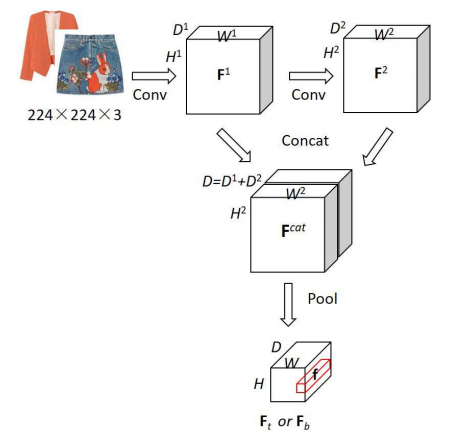 D¹ W¹
H¹
F¹
D² W²
H²
F²
Conv
Conv
224×224×3
Concat
D=D¹+D²
W²
H²
F^cat
Pool
D
W
H
f
F_t or F_b